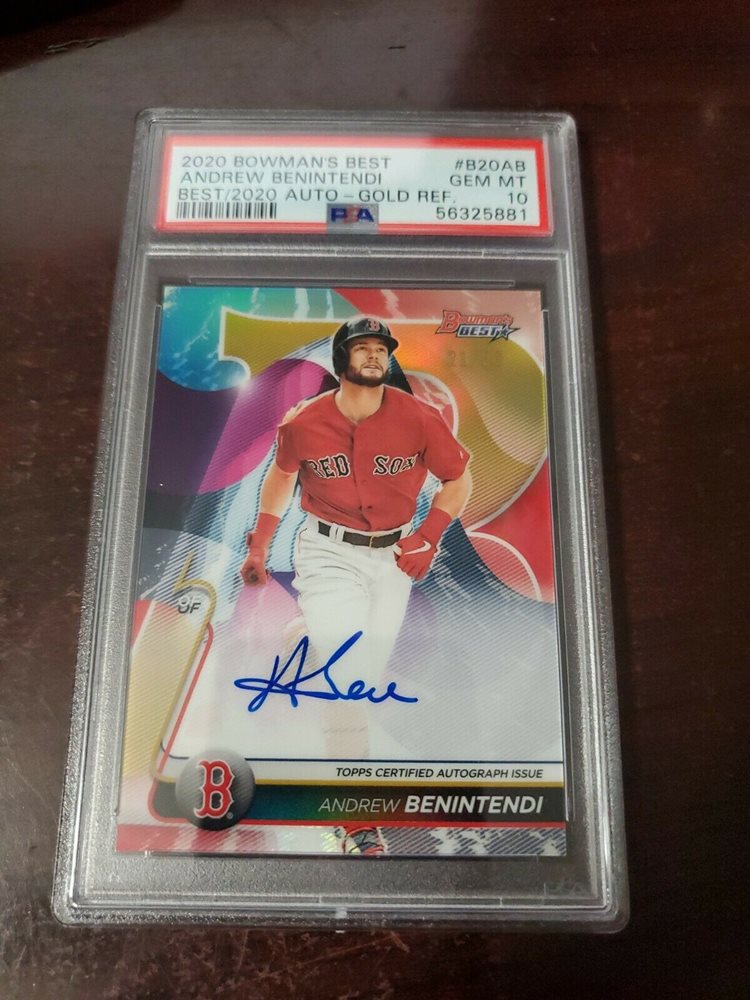 2020 BOWMAN'S BEST #B20AB
ANDREW BENINTENDI GEM MT
BEST/2020 AUTO - GOLD REF. 10
PSA 56325881
BOWMAN'S
BEST
B
RED SOX
OF
TOPPS CERTIFIED AUTOGRAPH ISSUE
B
ANDREW BENINTENDI